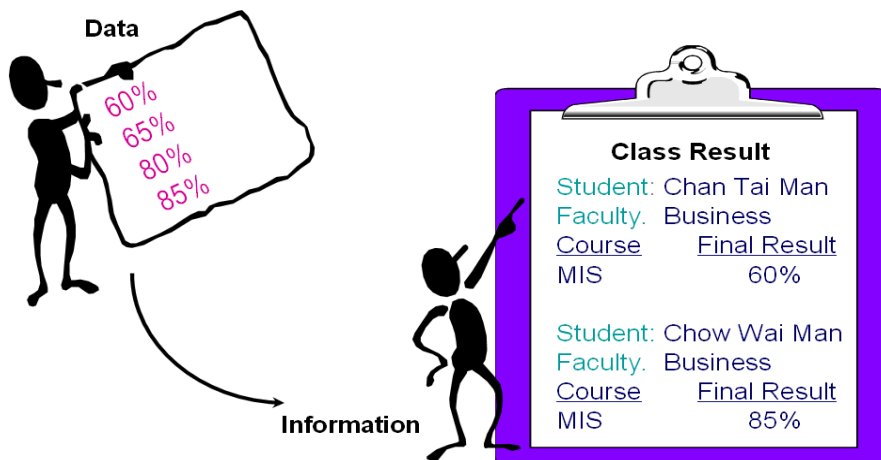 Data
60%
65%
80%
85%
Information
Class Result
Student: Chan Tai Man
Faculty. Business
Course Final Result
MIS 60%
Student: Chow Wai Man
Faculty. Business
Course Final Result
MIS 85%